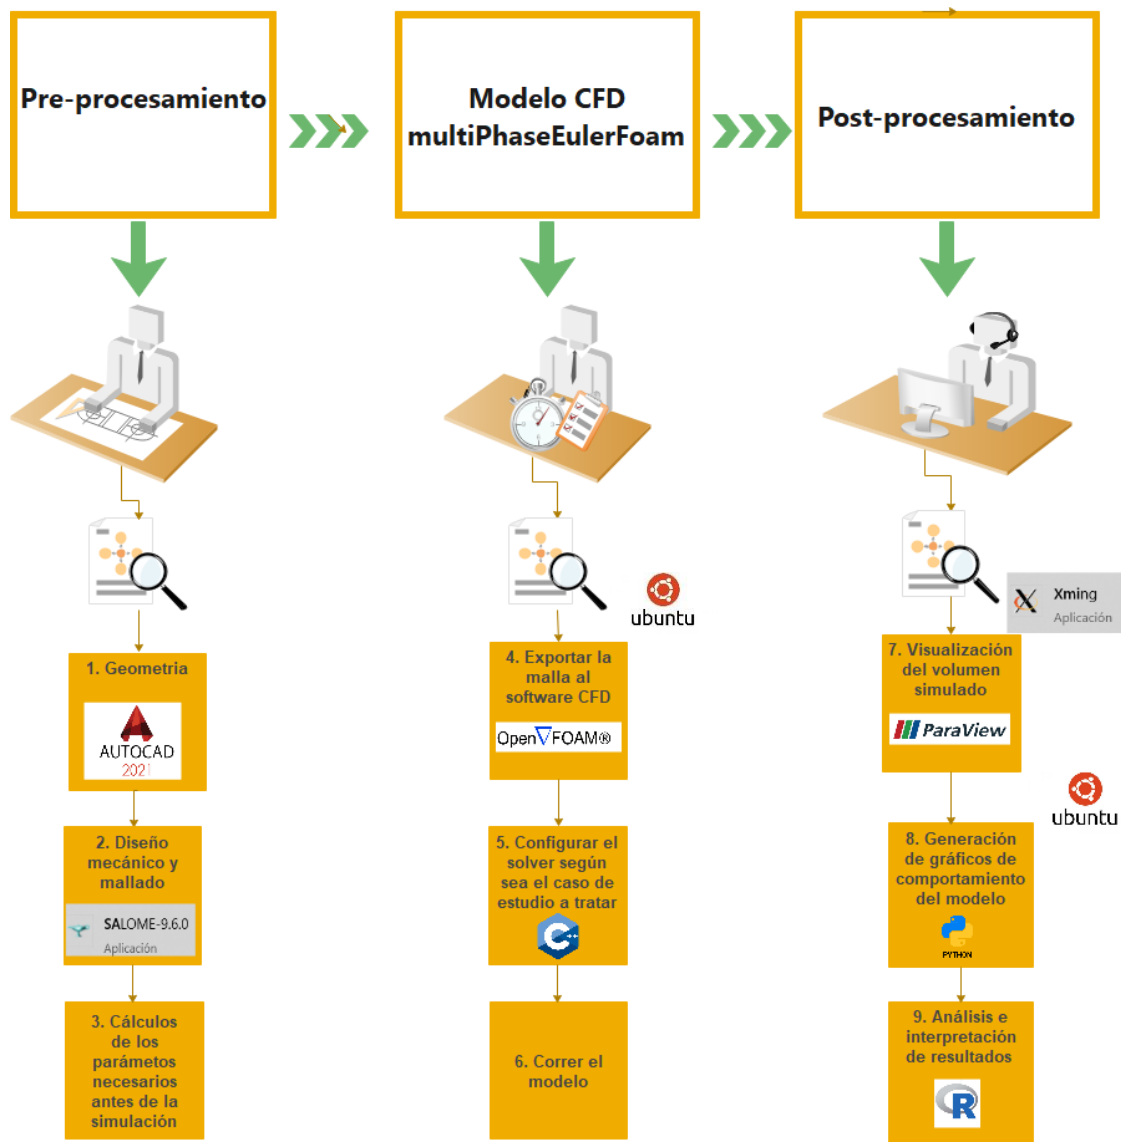 Pre-procesamiento
Modelo CFD
multiPhaseEulerFoam
Post-procesamiento
1. Geometria
AUTOCAD
2021
2. Diseño
mecánico y
mallado
SALOME-9.6.0
Aplicación
3. Cálculos
de los
parámetos
necesarios
antes de la
simulación
ubuntu
4. Exportar la
malla al
software CFD
Open∇FOAM®
5. Configurar el
solver según
sea el caso de
estudio a tratar
C++
6. Correr el
modelo
Xming
Aplicación
7. Visualización
del volumen
simulado
ParaView
ubuntu
8. Generación
de gráficos de
comportamiento
del modelo
PYTHON
9. Análisis e
interpretación
de resultados
R